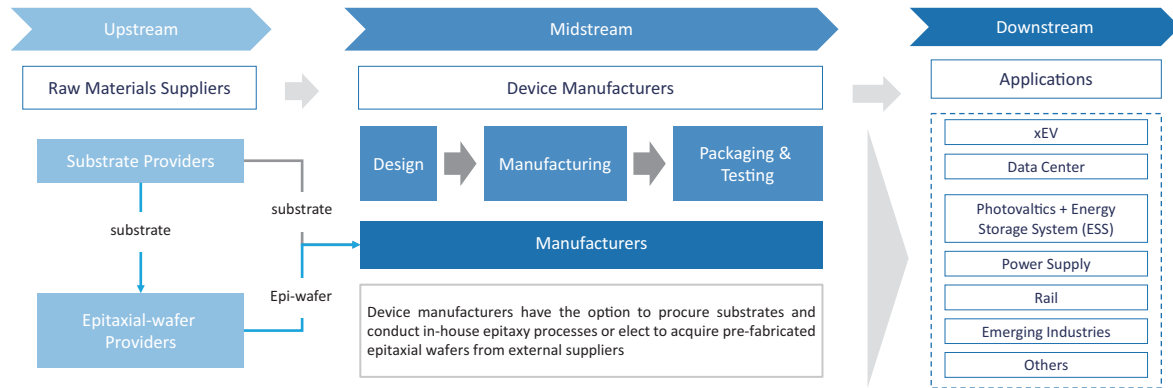 Upstream
Midstream
Downstream
Raw Materials Suppliers
Device Manufacturers
Applications
Substrate Providers
substrate
substrate
Epi-wafer
Epitaxial-wafer
Providers
Design
Manufacturing
Packaging &
Testing
Manufacturers
Device manufacturers have the option to procure substrates and
conduct in-house epitaxy processes or elect to acquire pre-fabricated
epitaxial wafers from external suppliers
xEV
Data Center
Photovaltics + Energy
Storage System (ESS)
Power Supply
Rail
Emerging Industries
Others